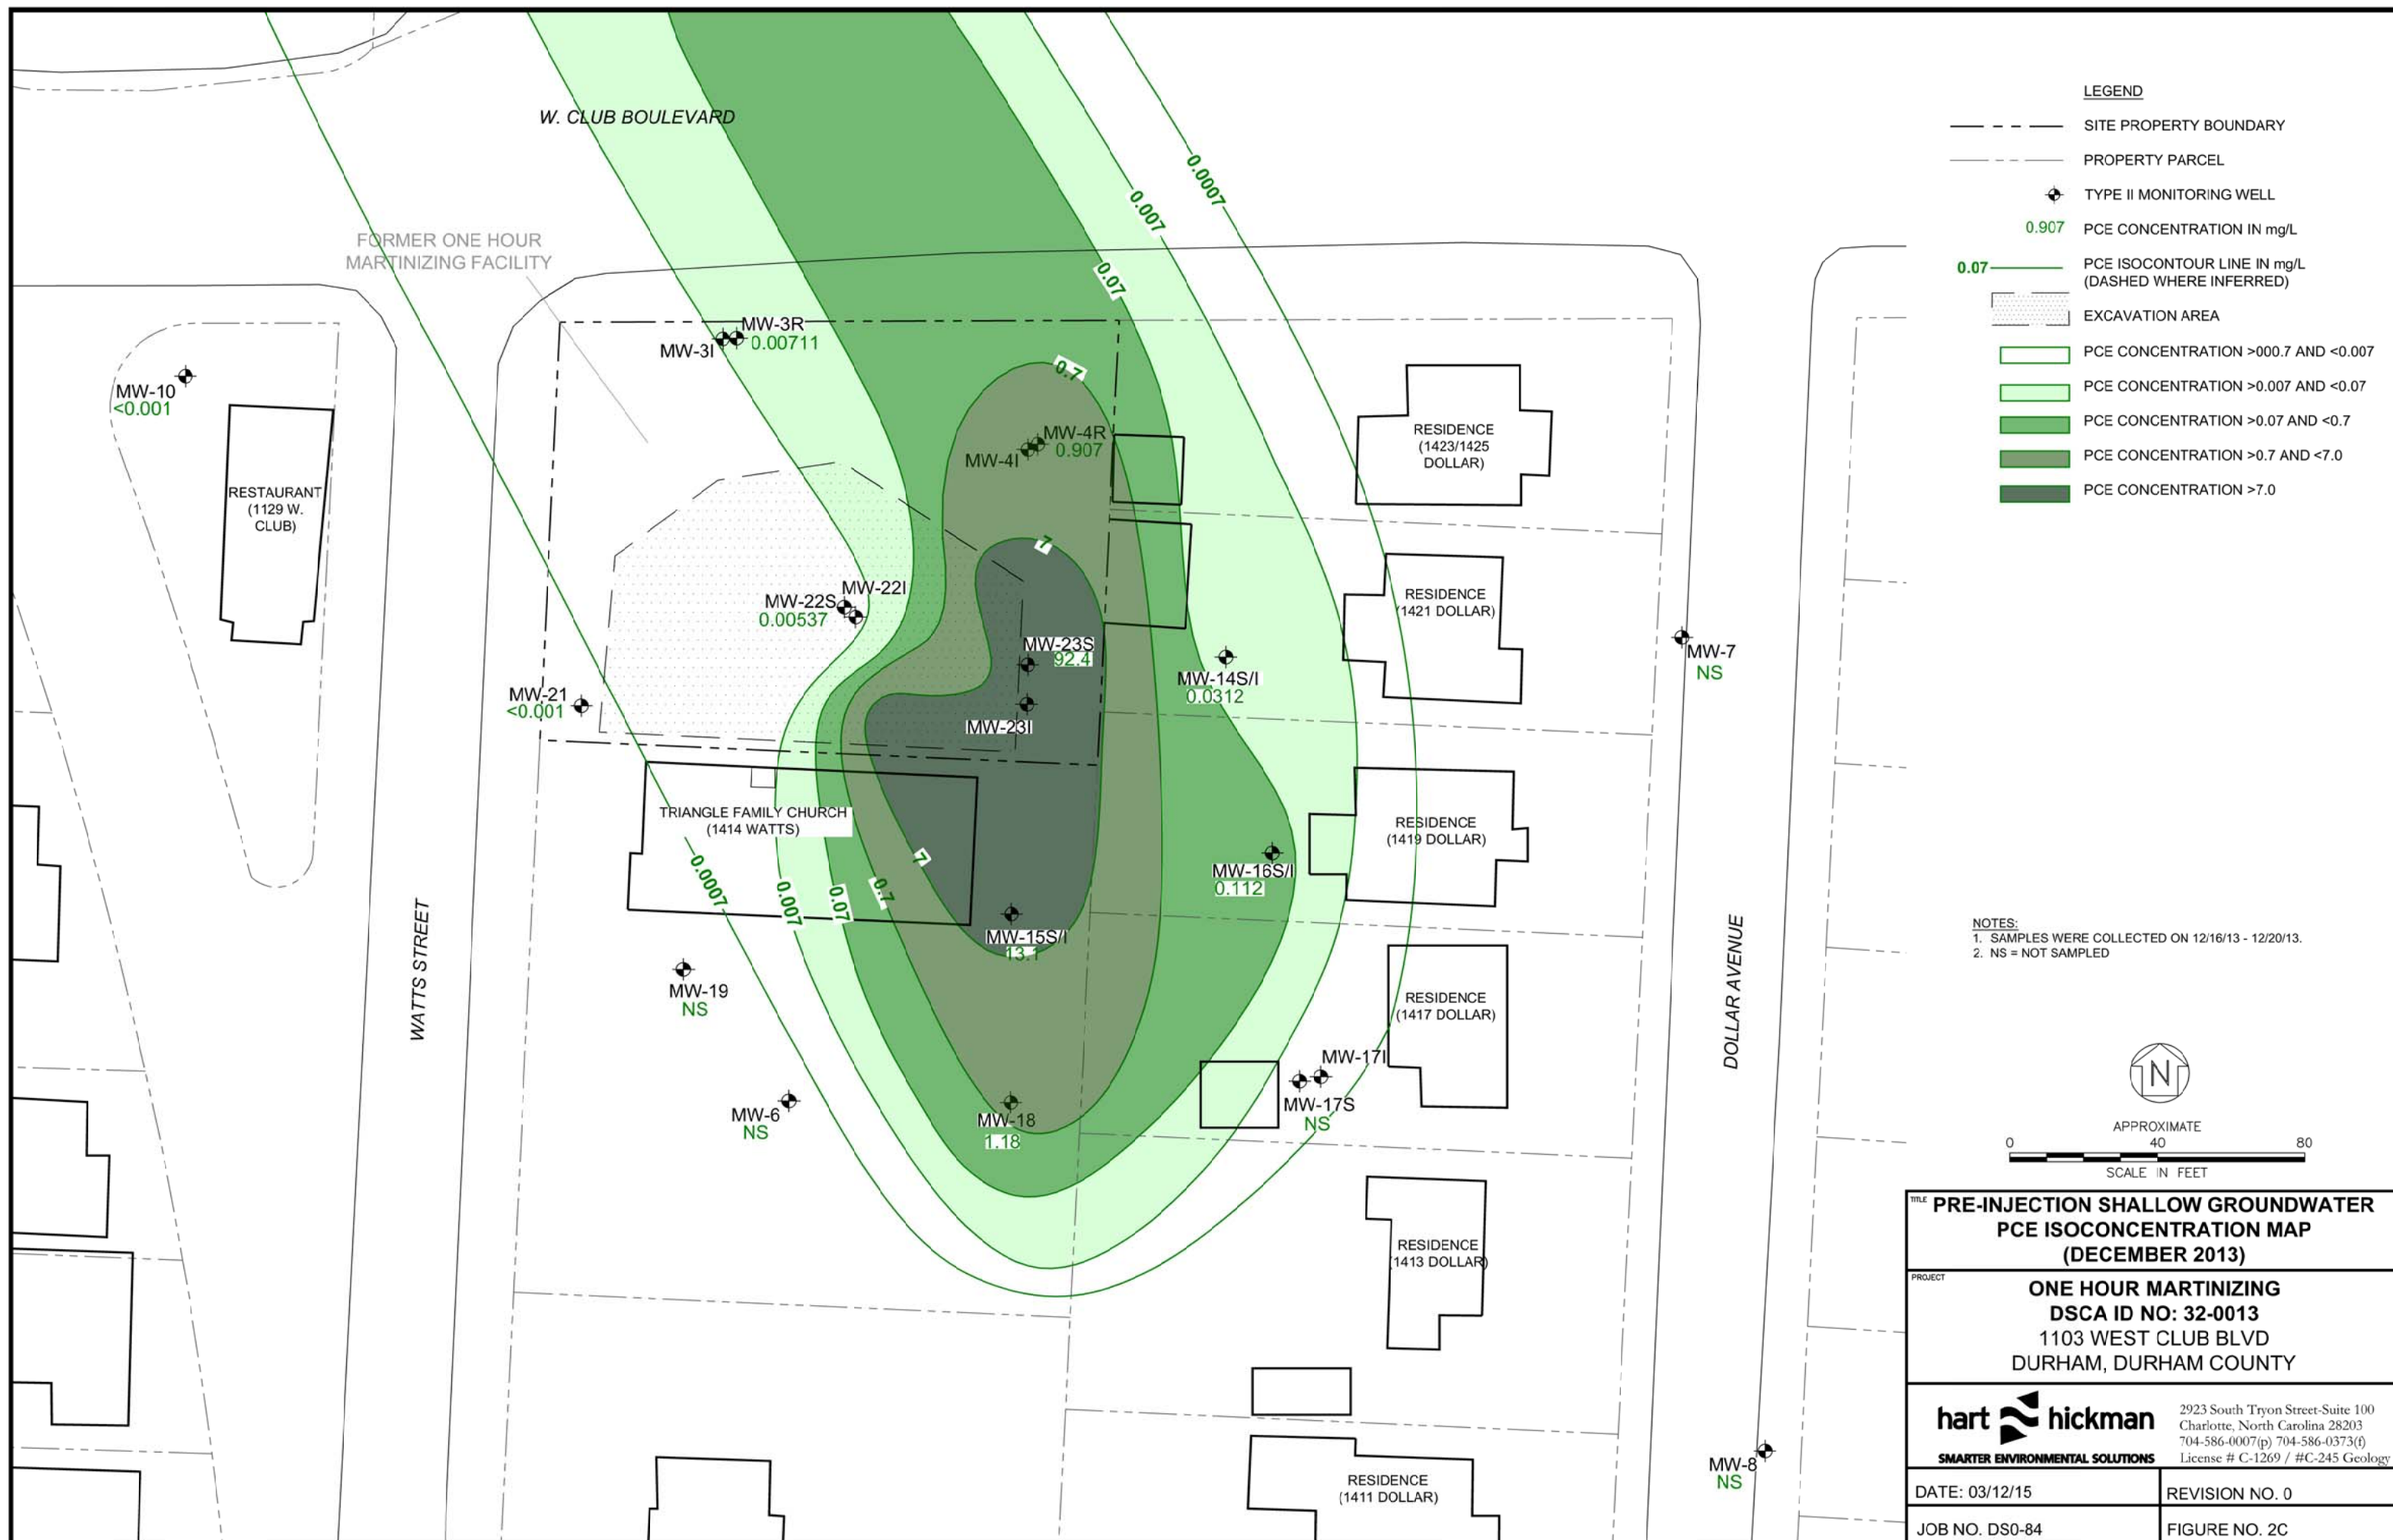 W. CLUB BOULEVARD
0.0007
0.007
0.07
FORMER ONE HOUR
MARTINIZING FACILITY
MW-3R
0.00711
MW-3I
MW-10
<0.001
0.7
MW-4R
0.907
MW-4I
RESTAURANT
(1129 W.
CLUB)
RESIDENCE
(1423/1425
DOLLAR)
7
MW-22I
MW-22S
0.00537
RESIDENCE
(1421 DOLLAR)
MW-23S
92.4
MW-7
NS
MW-14S/I
0.0312
MW-21
<0.001
MW-23I
TRIANGLE FAMILY CHURCH
(1414 WATTS)
RESIDENCE
(1419 DOLLAR)
7
0.0007
0.007
0.07
0.7
MW-16S/I
0.112
MW-15S/I
13.1
WATTS STREET
DOLLAR AVENUE
MW-19
NS
RESIDENCE
(1417 DOLLAR)
MW-17I
MW-17S
NS
MW-6
NS
MW-18
1.18
RESIDENCE
(1413 DOLLAR)
MW-8
NS
RESIDENCE
(1411 DOLLAR)
LEGEND
SITE PROPERTY BOUNDARY
PROPERTY PARCEL
TYPE II MONITORING WELL
0.907 PCE CONCENTRATION IN mg/L
0.07 PCE ISOCONTOUR LINE IN mg/L
(DASHED WHERE INFERRED)
EXCAVATION AREA
PCE CONCENTRATION >000.7 AND <0.007
PCE CONCENTRATION >0.007 AND <0.07
PCE CONCENTRATION >0.07 AND <0.7
PCE CONCENTRATION >0.7 AND <7.0
PCE CONCENTRATION >7.0
NOTES:
1. SAMPLES WERE COLLECTED ON 12/16/13 - 12/20/13.
2. NS = NOT SAMPLED
N
APPROXIMATE
0 40 80
SCALE IN FEET
TITLE PRE-INJECTION SHALLOW GROUNDWATER
PCE ISOCONCENTRATION MAP
(DECEMBER 2013)
PROJECT
ONE HOUR MARTINIZING
DSCA ID NO: 32-0013
1103 WEST CLUB BLVD
DURHAM, DURHAM COUNTY
hart hickman
SMARTER ENVIRONMENTAL SOLUTIONS
2923 South Tryon Street-Suite 100
Charlotte, North Carolina 28203
704-586-0007(p) 704-586-0373(f)
License # C-1269 / #C-245 Geology
DATE: 03/12/15 REVISION NO. 0
JOB NO. DS0-84 FIGURE NO. 2C